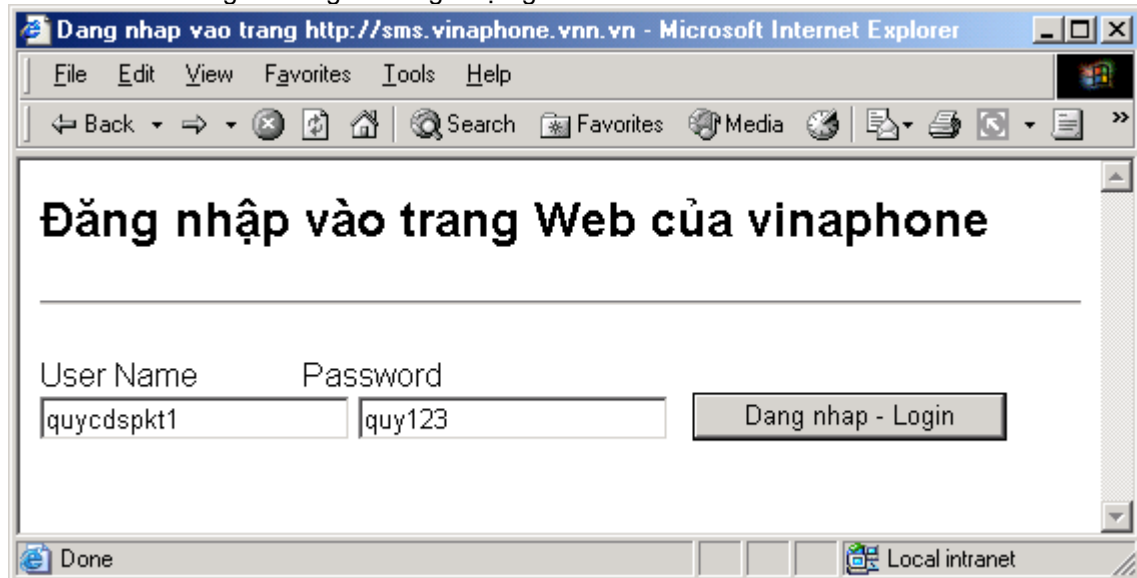 Dang nhap vao trang http://sms.vinaphone.vnn.vn - Microsoft Internet Explorer
File Edit View Favorites Tools Help
Back Search Favorites Media »
Đăng nhập vào trang Web của vinaphone
User Name Password
quycdspkt1 quy123 Dang nhap - Login
Done Local intranet